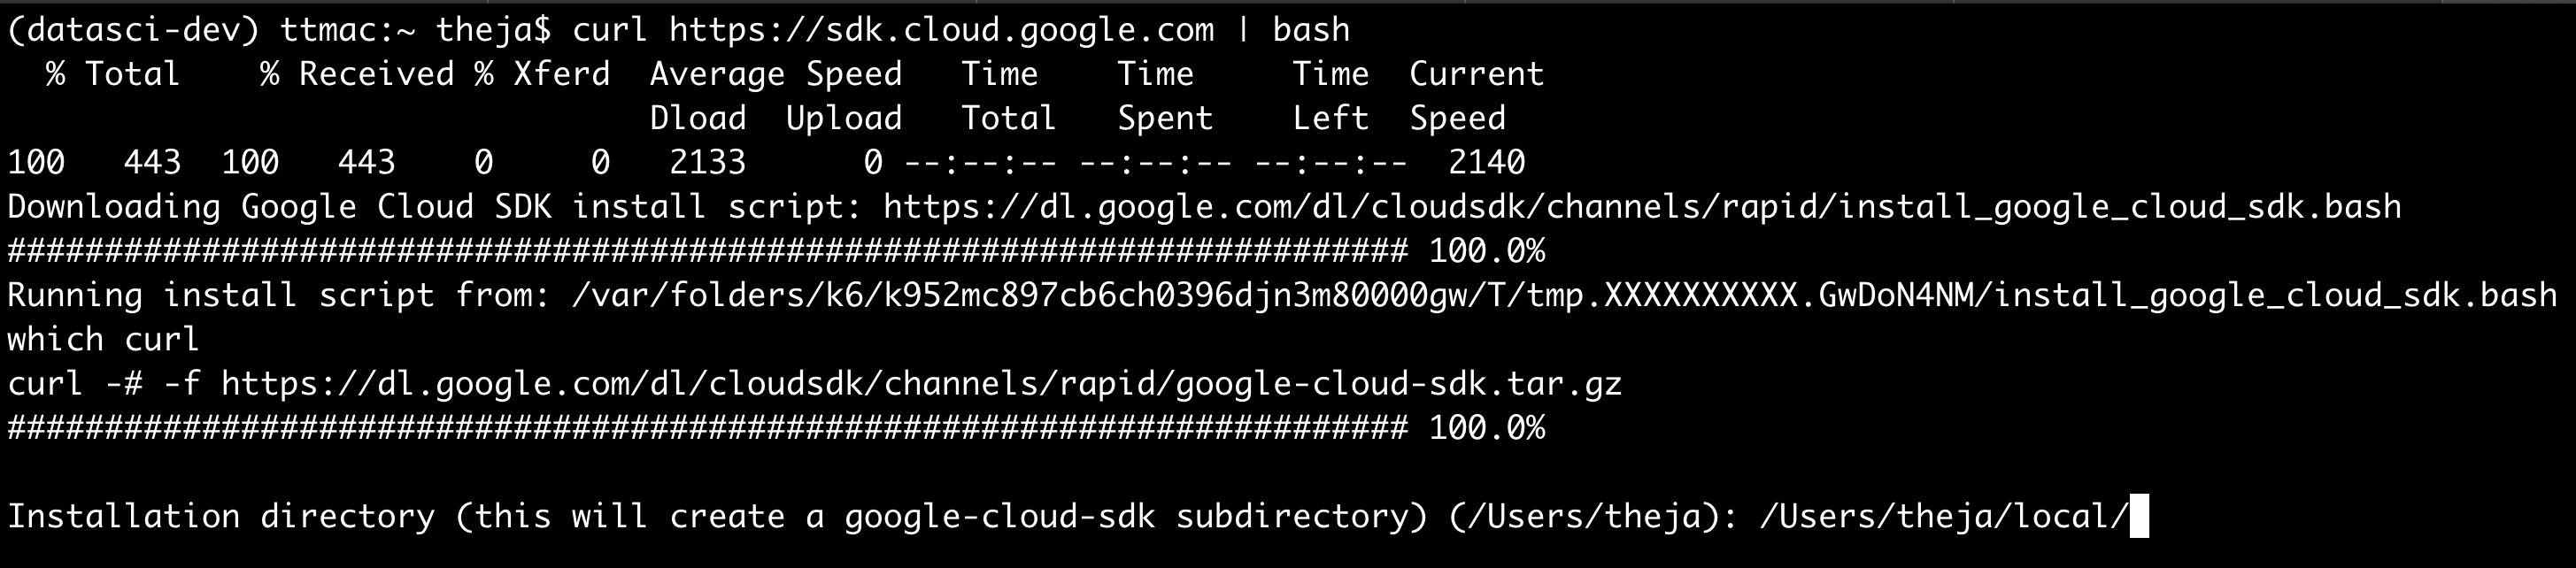 (datasci-dev) ttmac:~ theja$ curl https://sdk.cloud.google.com | bash
  % Total    % Received % Xferd  Average Speed   Time    Time     Time  Current
                                 Dload  Upload   Total   Spent    Left  Speed
100   443  100   443    0     0   2133      0 --:--:-- --:--:-- --:--:--  2140
Downloading Google Cloud SDK install script: https://dl.google.com/dl/cloudsdk/channels/rapid/install_google_cloud_sdk.bash
######################################################################## 100.0%
Running install script from: /var/folders/k6/k952mc897cb6ch0396djn3m80000gw/T/tmp.XXXXXXXXXX.GwDoN4NM/install_google_cloud_sdk.bash
which curl
curl -# -f https://dl.google.com/dl/cloudsdk/channels/rapid/google-cloud-sdk.tar.gz
######################################################################## 100.0%
Installation directory (this will create a google-cloud-sdk subdirectory) (/Users/theja): /Users/theja/local/